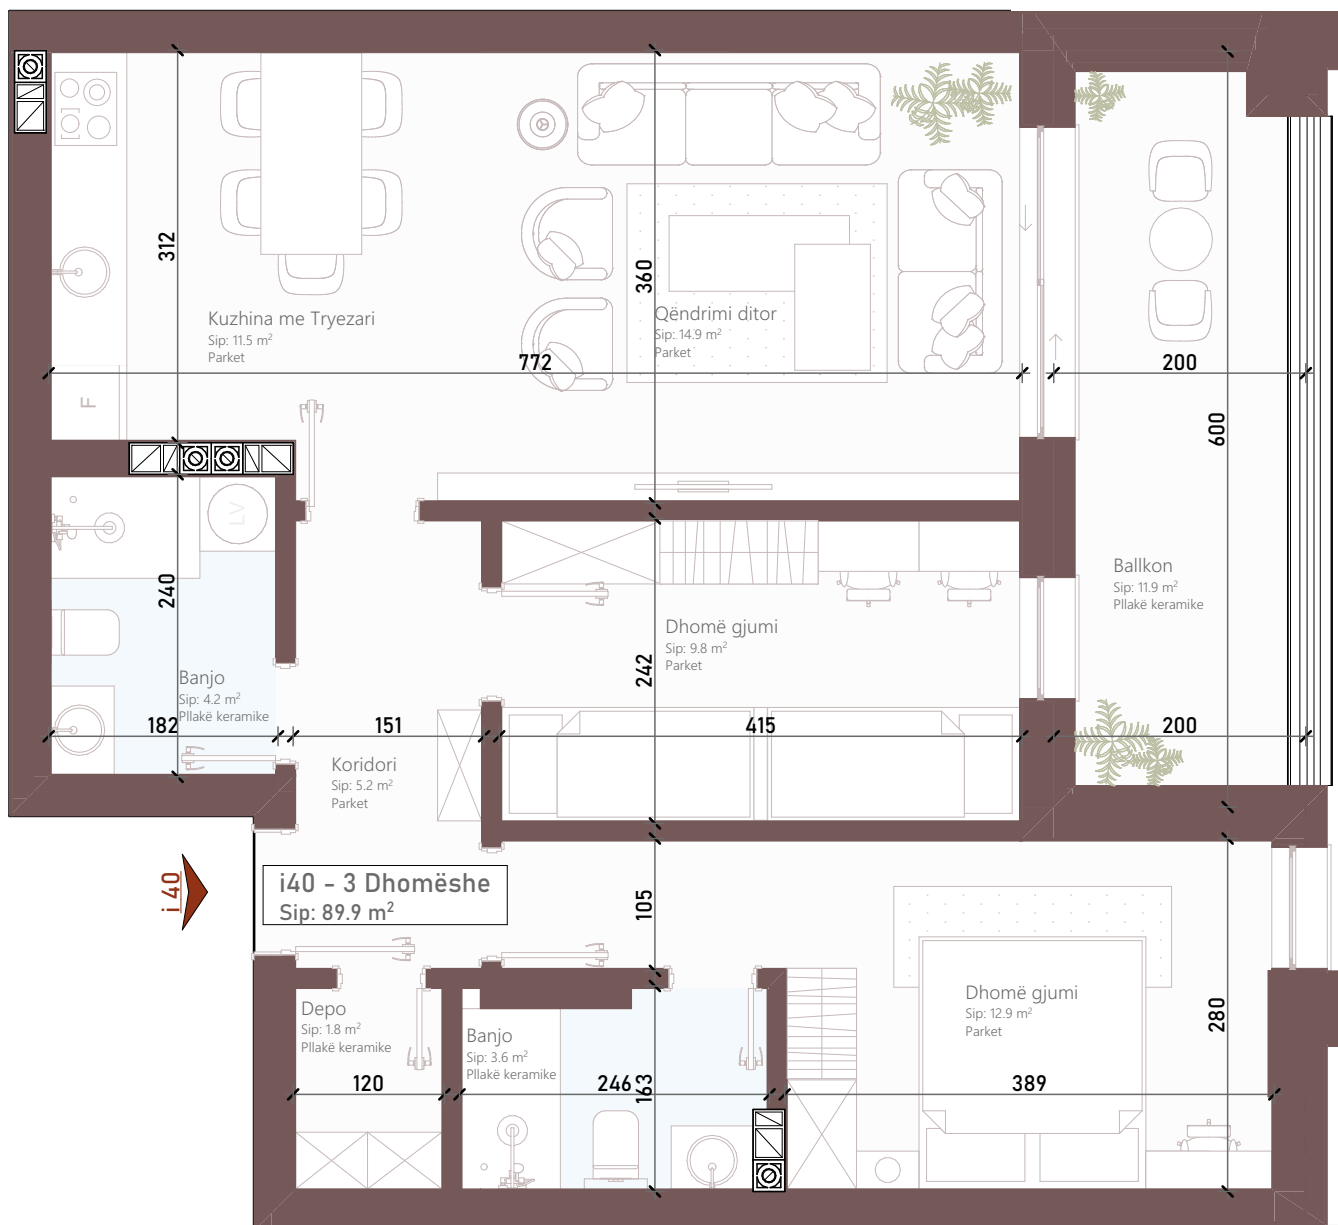 312
360
Kuzhina me Tryezari
Sip: 11.5 m²
Parket
Qëndrimi ditor
Sip: 14.9 m²
Parket
772
200
F
600
LV
240
Ballkon
Sip: 11.9 m²
Pllakë keramike
Dhomë gjumi
Sip: 9.8 m²
Parket
242
Banjo
Sip: 4.2 m²
Pllakë keramike
182
151
415
200
Koridori
Sip: 5.2 m²
Parket
i 40
i40 - 3 Dhomëshe
Sip: 89.9 m²
105
Depo
Sip: 1.8 m²
Pllakë keramike
Banjo
Sip: 3.6 m²
Pllakë keramike
Dhomë gjumi
Sip: 12.9 m²
Parket
280
120
246
163
389